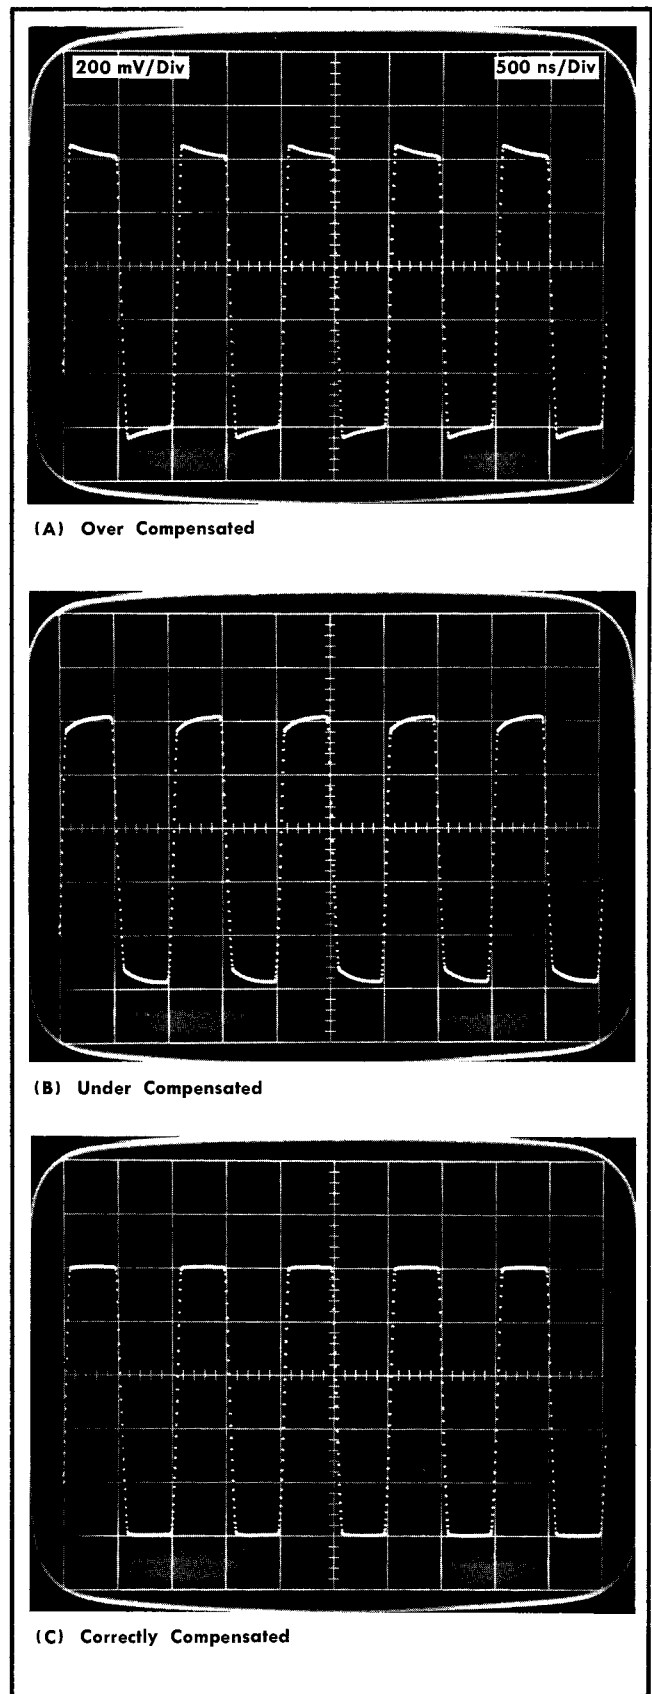 200 mV/Div 500 ns/Div
(A) Over Compensated
(B) Under Compensated
(C) Correctly Compensated